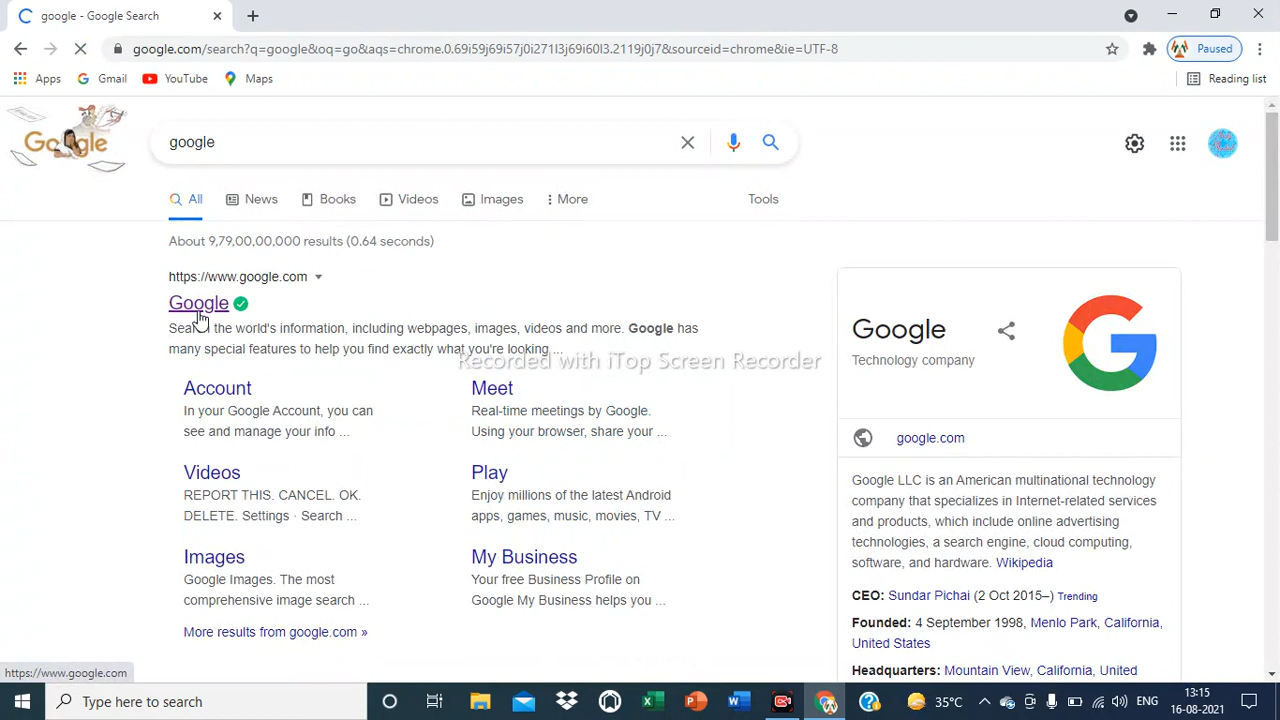 google - Google Search
google.com/search?q=google&oq=go&aqs=chrome.0.69i59j69i57j0i271l3j69i60l3.2119j0j7&sourceid=chrome&ie=UTF-8
Paused
Apps
Gmail
YouTube
Maps
Reading list
Google
google
All
News
Books
Videos
Images
More
Tools
About 9,79,00,00,000 results (0.64 seconds)
https://www.google.com
Google
Search the world's information, including webpages, images, videos and more. Google has
many special features to help you find exactly what you're looking ...
Recorded with iTop Screen Recorder
Account
In your Google Account, you can
see and manage your info ...
Meet
Real-time meetings by Google.
Using your browser, share your ...
Videos
REPORT THIS. CANCEL. OK.
DELETE. Settings · Search ...
Play
Enjoy millions of the latest Android
apps, games, music, movies, TV ...
Images
Google Images. The most
comprehensive image search ...
My Business
Your free Business Profile on
Google My Business helps you ...
More results from google.com »
Google
Technology company
google.com
Google LLC is an American multinational technology
company that specializes in Internet-related services
and products, which include online advertising
technologies, a search engine, cloud computing,
software, and hardware. Wikipedia
CEO: Sundar Pichai (2 Oct 2015–) Trending
Founded: 4 September 1998, Menlo Park, California,
United States
Headquarters: Mountain View, California, United
https://www.google.com
Type here to search
35°C
ENG
13:15
16-08-2021